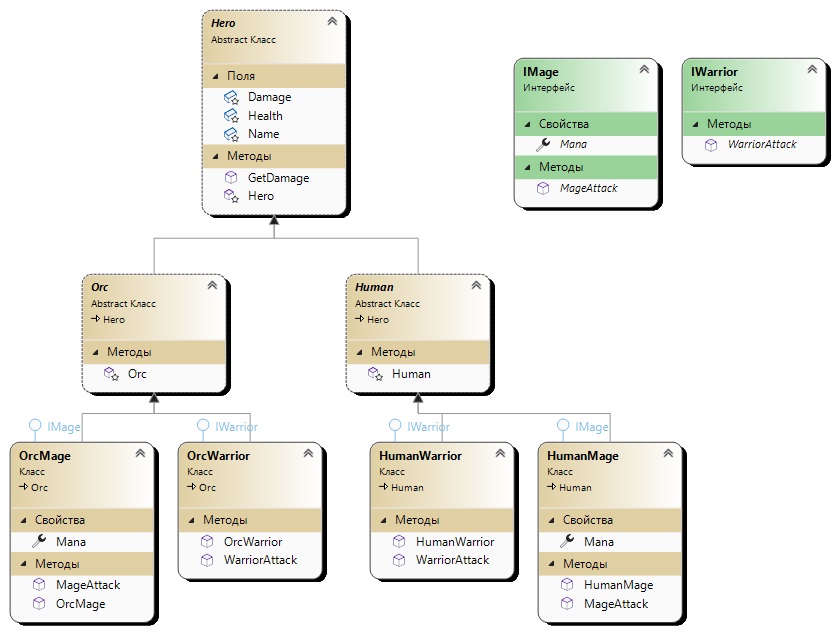 Hero
Abstract Класс
Поля
Damage
Health
Name
Методы
GetDamage
Hero
IMage
Интерфейс
Свойства
Mana
Методы
MageAttack
IWarrior
Интерфейс
Методы
WarriorAttack
Orc
Abstract Класс
Hero
Методы
Orc
Human
Abstract Класс
Hero
Методы
Human
IMage
OrcMage
Класс
Orc
Свойства
Mana
Методы
MageAttack
OrcMage
IWarrior
OrcWarrior
Класс
Orc
Методы
OrcWarrior
WarriorAttack
IWarrior
HumanWarrior
Класс
Human
Методы
HumanWarrior
WarriorAttack
IMage
HumanMage
Класс
Human
Свойства
Mana
Методы
HumanMage
MageAttack